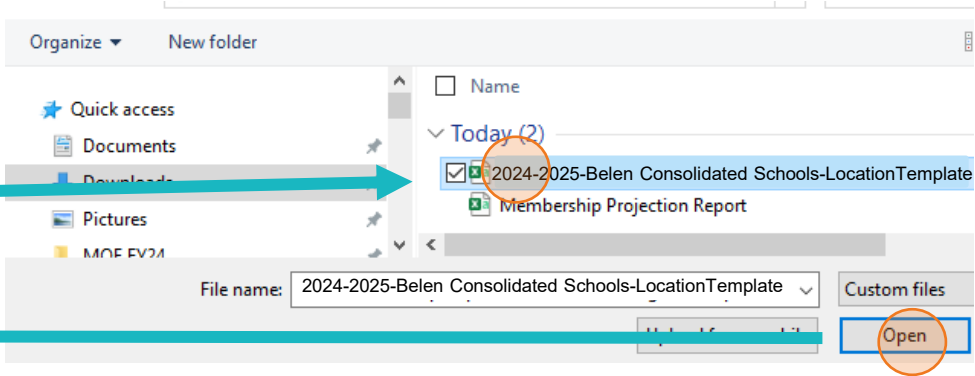 Organize New folder
Name
Quick access
Today (2)
Documents
2024-2025-Belen Consolidated Schools-LocationTemplate
Downloads
Pictures
Membership Projection Report
MOE FY24
File name: 2024-2025-Belen Consolidated Schools-LocationTemplate Custom files
Open